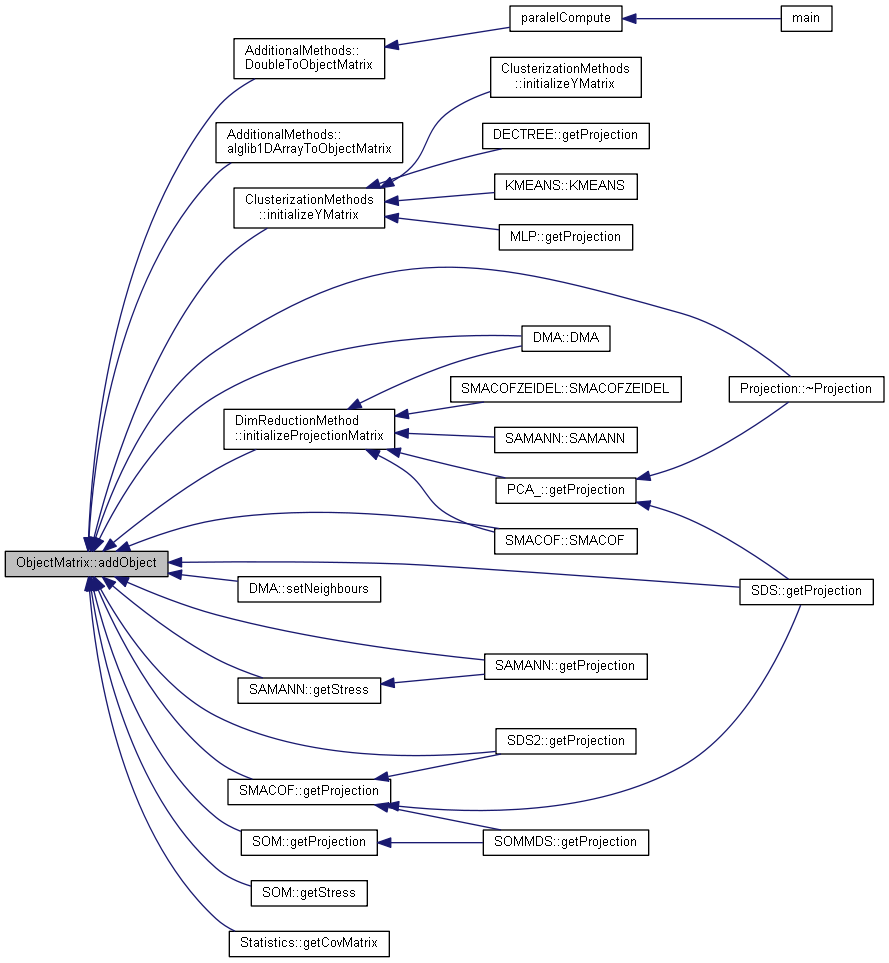 paralelCompute
main
AdditionalMethods::
DoubleToObjectMatrix
ClusterizationMethods
::initializeYMatrix
AdditionalMethods::
alglib1DArrayToObjectMatrix
DECTREE::getProjection
KMEANS::KMEANS
ClusterizationMethods
::initializeYMatrix
MLP::getProjection
DMA::DMA
SMACOFZEIDEL::SMACOFZEIDEL
Projection::~Projection
DimReductionMethod
::initializeProjectionMatrix
SAMANN::SAMANN
PCA_::getProjection
SMACOF::SMACOF
ObjectMatrix::addObject
DMA::setNeighbours
SDS::getProjection
SAMANN::getProjection
SAMANN::getStress
SDS2::getProjection
SMACOF::getProjection
SOM::getProjection
SOMMDS::getProjection
SOM::getStress
Statistics::getCovMatrix